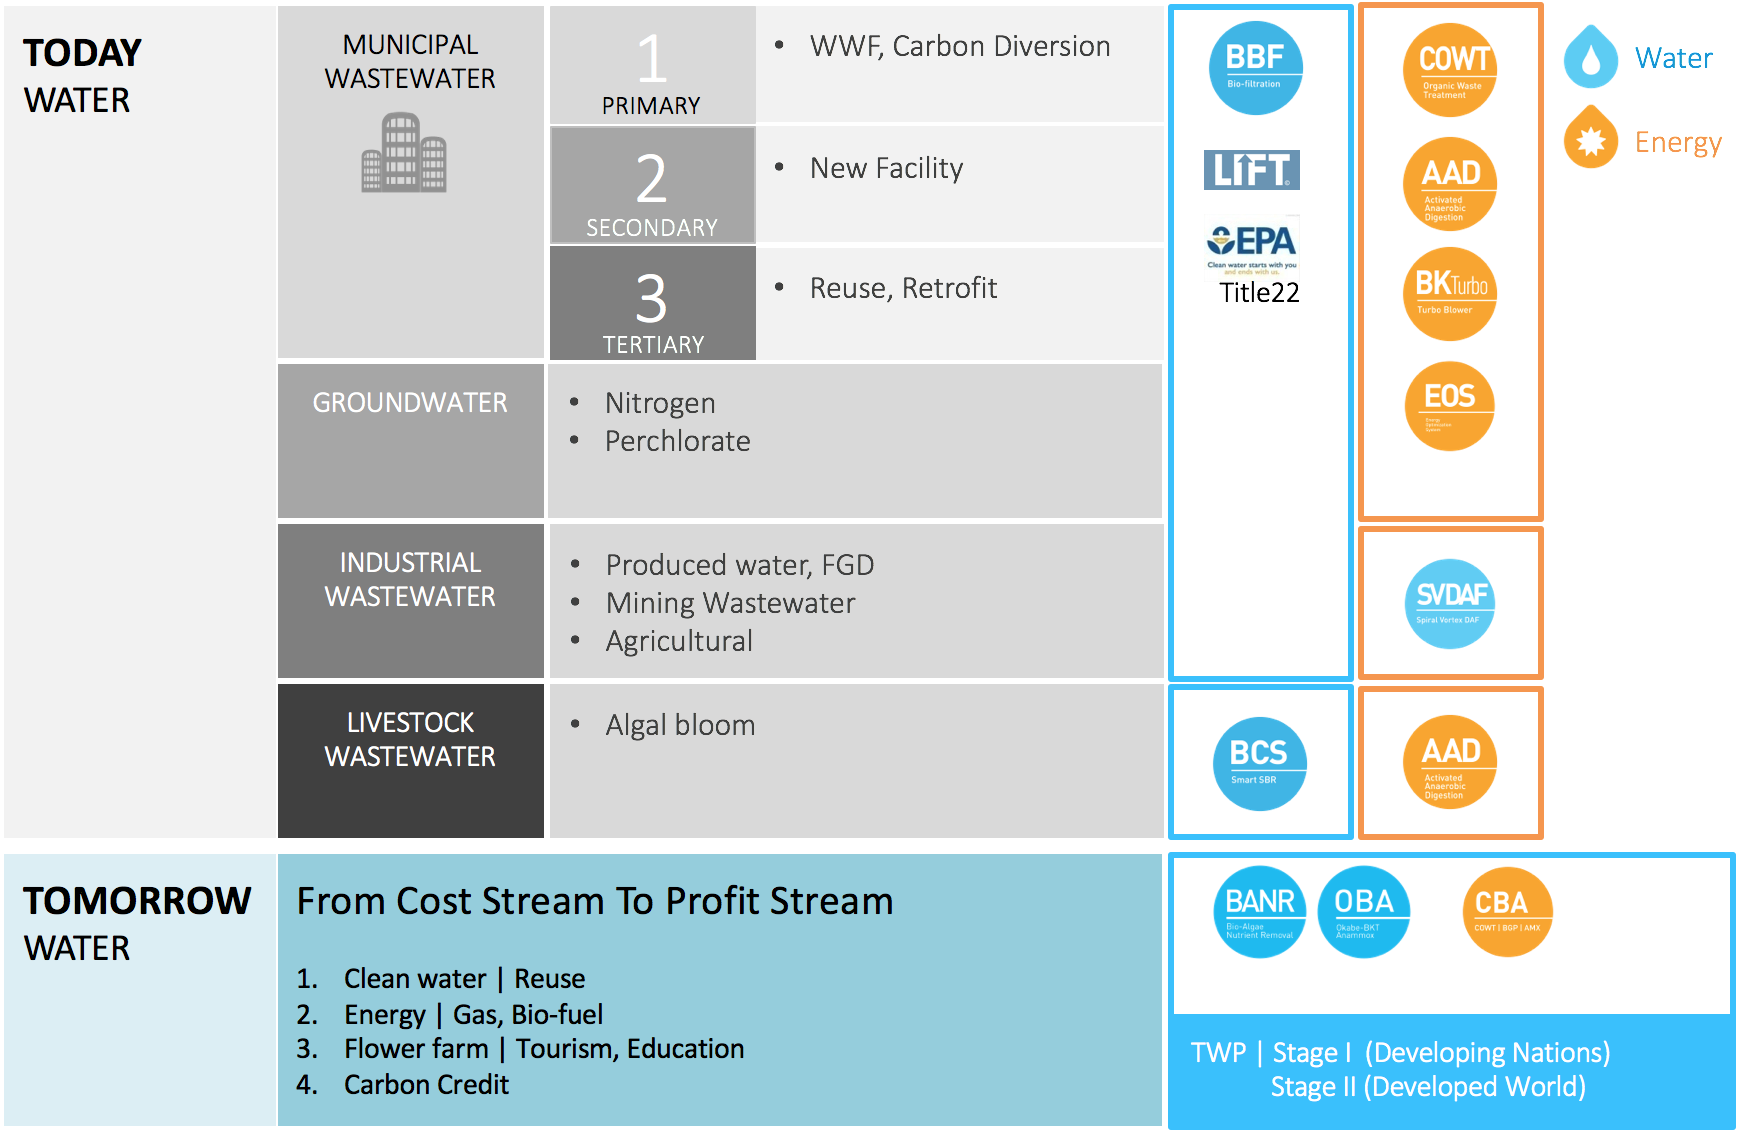 TODAY
WATER
MUNICIPAL
WASTEWATER
1
PRIMARY
• WWF, Carbon Diversion
2
SECONDARY
• New Facility
3
TERTIARY
• Reuse, Retrofit
GROUNDWATER
• Nitrogen
• Perchlorate
INDUSTRIAL
WASTEWATER
• Produced water, FGD
• Mining Wastewater
• Agricultural
LIVESTOCK
WASTEWATER
• Algal bloom
BBF
Bio-filtration
LIFT
EPA
Clean water starts with you
and ends with us.
Title22
BCS
Smart SBR
COWT
Organic Waste
Treatment
AAD
Activated
Anaerobic
Digestion
BKTurbo
Turbo Blower
EOS
Energy
Optimization
System
SVDAF
Spiral Vortex DAF
AAD
Activated
Anaerobic
Digestion
Water
Energy
TOMORROW
WATER
From Cost Stream To Profit Stream
1. Clean water | Reuse
2. Energy | Gas, Bio-fuel
3. Flower farm | Tourism, Education
4. Carbon Credit
BANR
Bio-Algae
Nutrient Removal
OBA
Okabe-BKT
Anammox
CBA
COWT | BGP | AMX
TWP | Stage I (Developing Nations)
Stage II (Developed World)